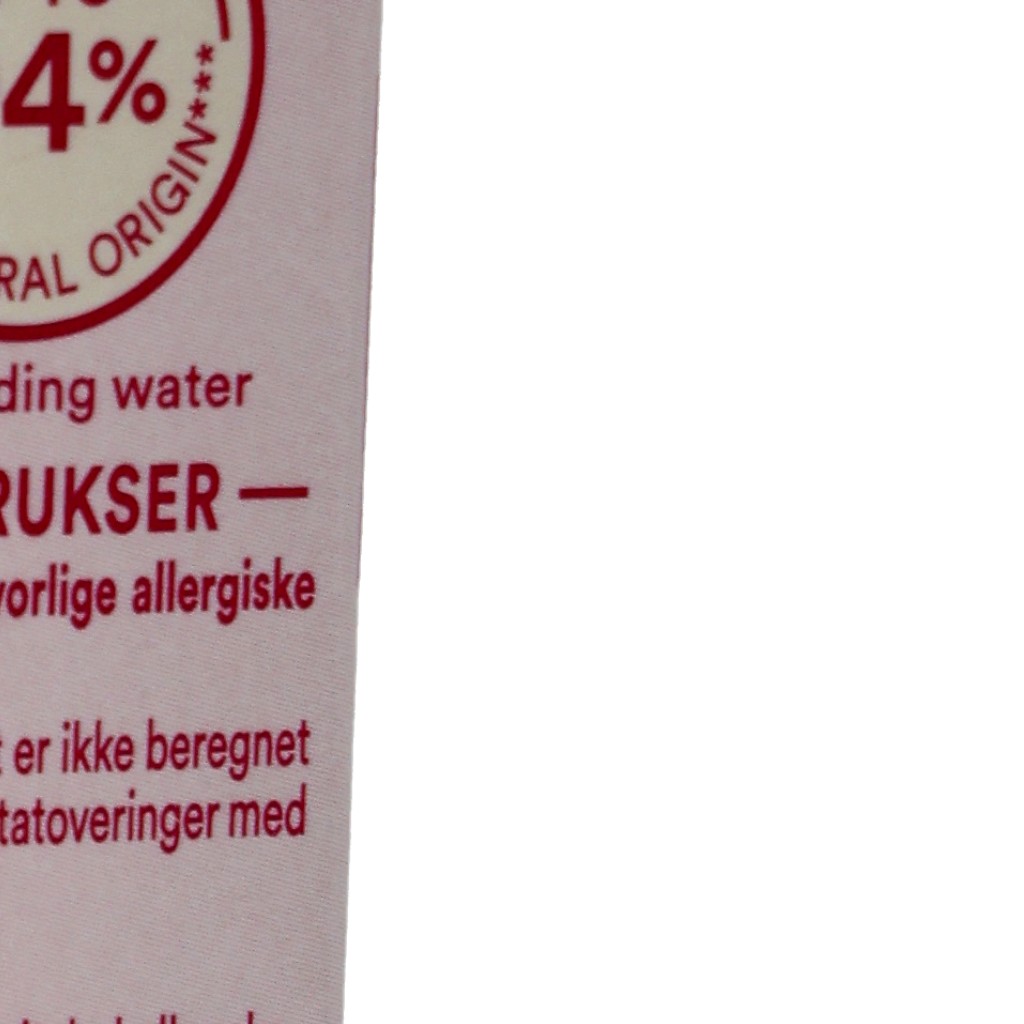 4%
RAL ORIGIN***
ding water
RUKSER —
vorlige allergiske
er ikke beregnet
tatoveringer med